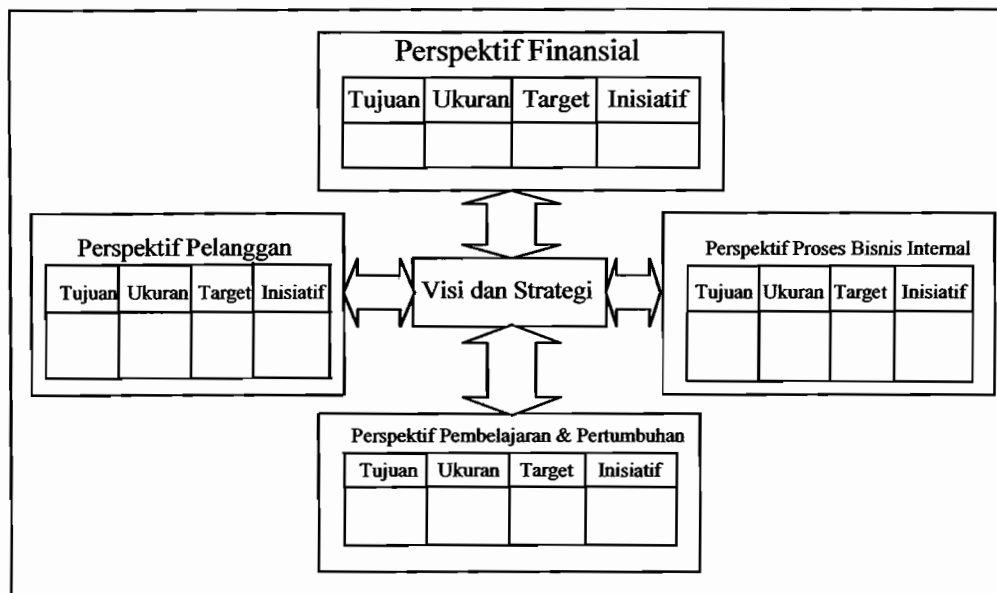 Perspektif Finansial
Tujuan Ukuran Target Inisiatif
Perspektif Pelanggan
Tujuan Ukuran Target Inisiatif
Visi dan Strategi
Perspektif Proses Bisnis Internal
Tujuan Ukuran Target Inisiatif
Perspektif Pembelajaran & Pertumbuhan
Tujuan Ukuran Target Inisiatif